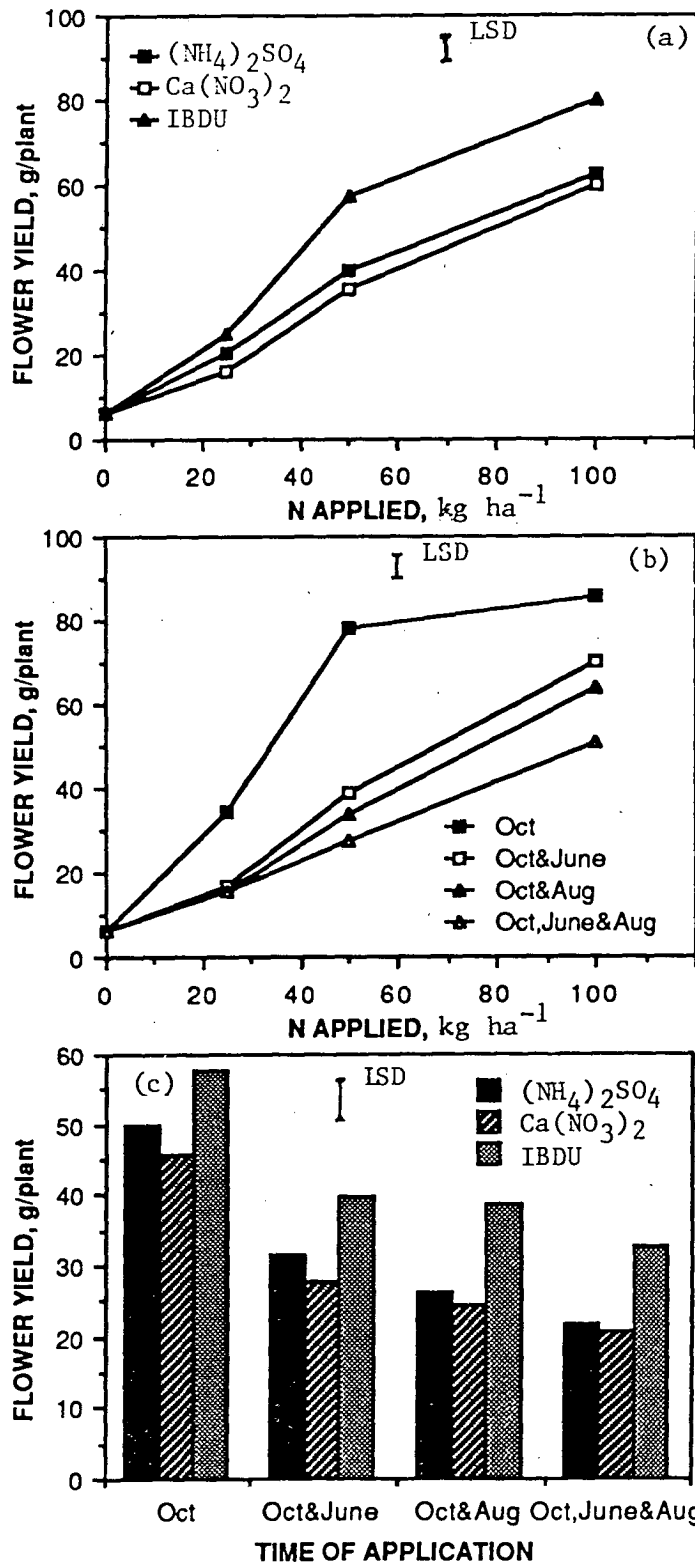 100
LSD
(a)
(NH4)2SO4
Ca(NO3)2
IBDU
80
60
40
20
0
FLOWER YIELD, g/plant
0 20 40 60 80 100
N APPLIED, kg ha-1
100
LSD
(b)
80
60
40
20
0
FLOWER YIELD, g/plant
Oct
Oct&June
Oct&Aug
Oct,June&Aug
0 20 40 60 80 100
N APPLIED, kg ha-1
60
(c)
LSD
(NH4)2SO4
Ca(NO3)2
IBDU
50
40
30
20
10
0
FLOWER YIELD, g/plant
Oct Oct&June Oct&Aug Oct,June&Aug
TIME OF APPLICATION